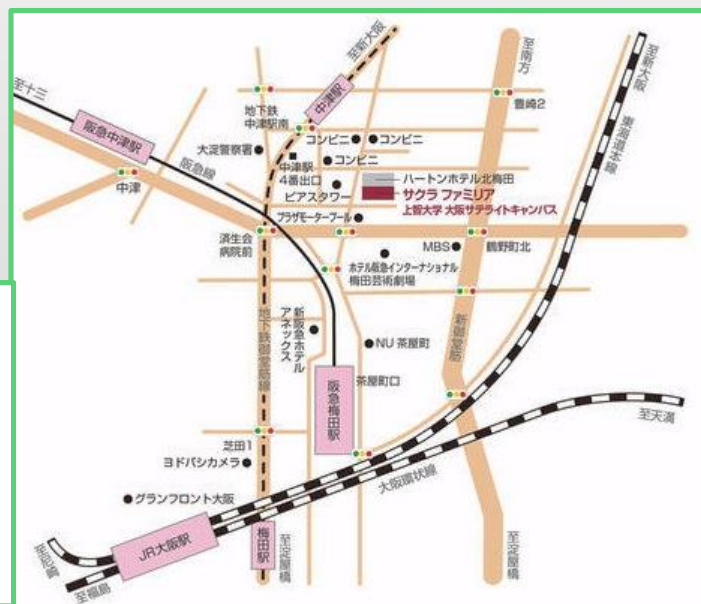 至新大阪
至南方
至新大阪
中津駅
至十三
地下鉄
中津駅南
豊崎2
東海道本線
阪急中津駅
大淀警察署
コンビニ
コンビニ
中津駅
4番出口
コンビニ
阪急線
ハートンホテル北梅田
中津
ピアスタワー
サクラ ファミリア
上智大学 大阪サテライトキャンパス
プラザモータープール
済生会
病院前
MBS
鶴野町北
ホテル阪急インターナショナル
梅田芸術劇場
地下鉄御堂筋線
新阪急ホテル
アネックス
新御堂筋
NU 茶屋町
阪急梅田駅
茶屋町口
至天満
芝田1
ヨドバシカメラ
大阪環状線
グランフロント大阪
JR大阪駅
梅田駅
至淀屋橋
至淀屋橋
至尼崎
至福島